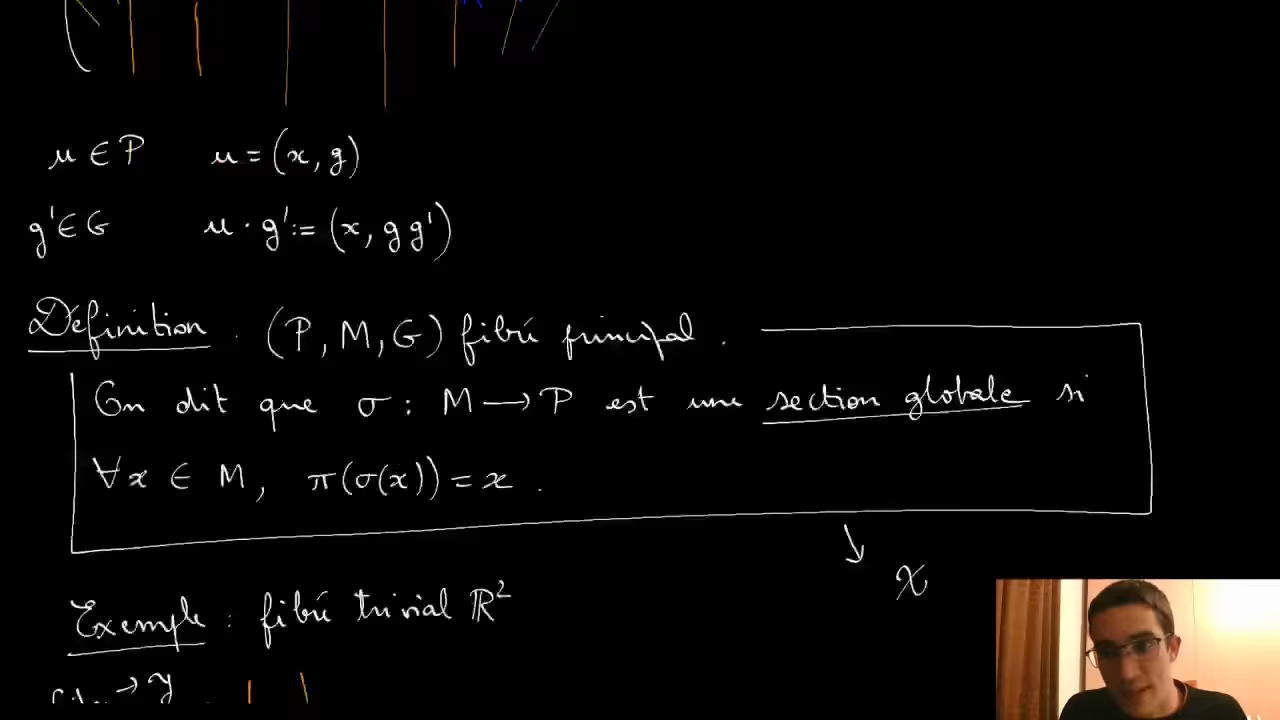 u ∈ P u = (x, g)
g' ∈ G u · g' := (x, gg')
Définition . (P, M, G) fibré principal .
On dit que σ : M → P est une section globale si
∀x ∈ M, π(σ(x)) = x .
↓ x
Exemple : fibré trivial ℝ²
→ y